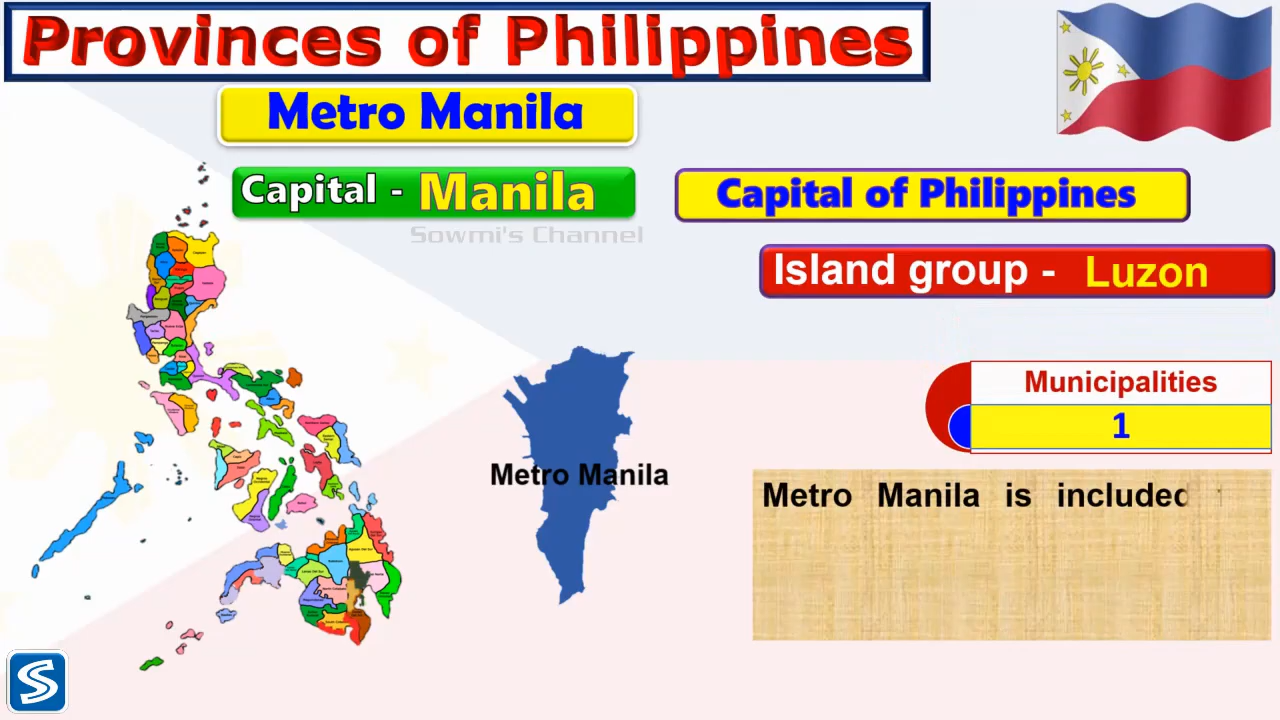 Provinces of Philippines
Metro Manila
Capital - Manila
Capital of Philippines
Sowmi's Channel
Island group - Luzon
Municipalities
1
Metro Manila
Metro Manila is included
S